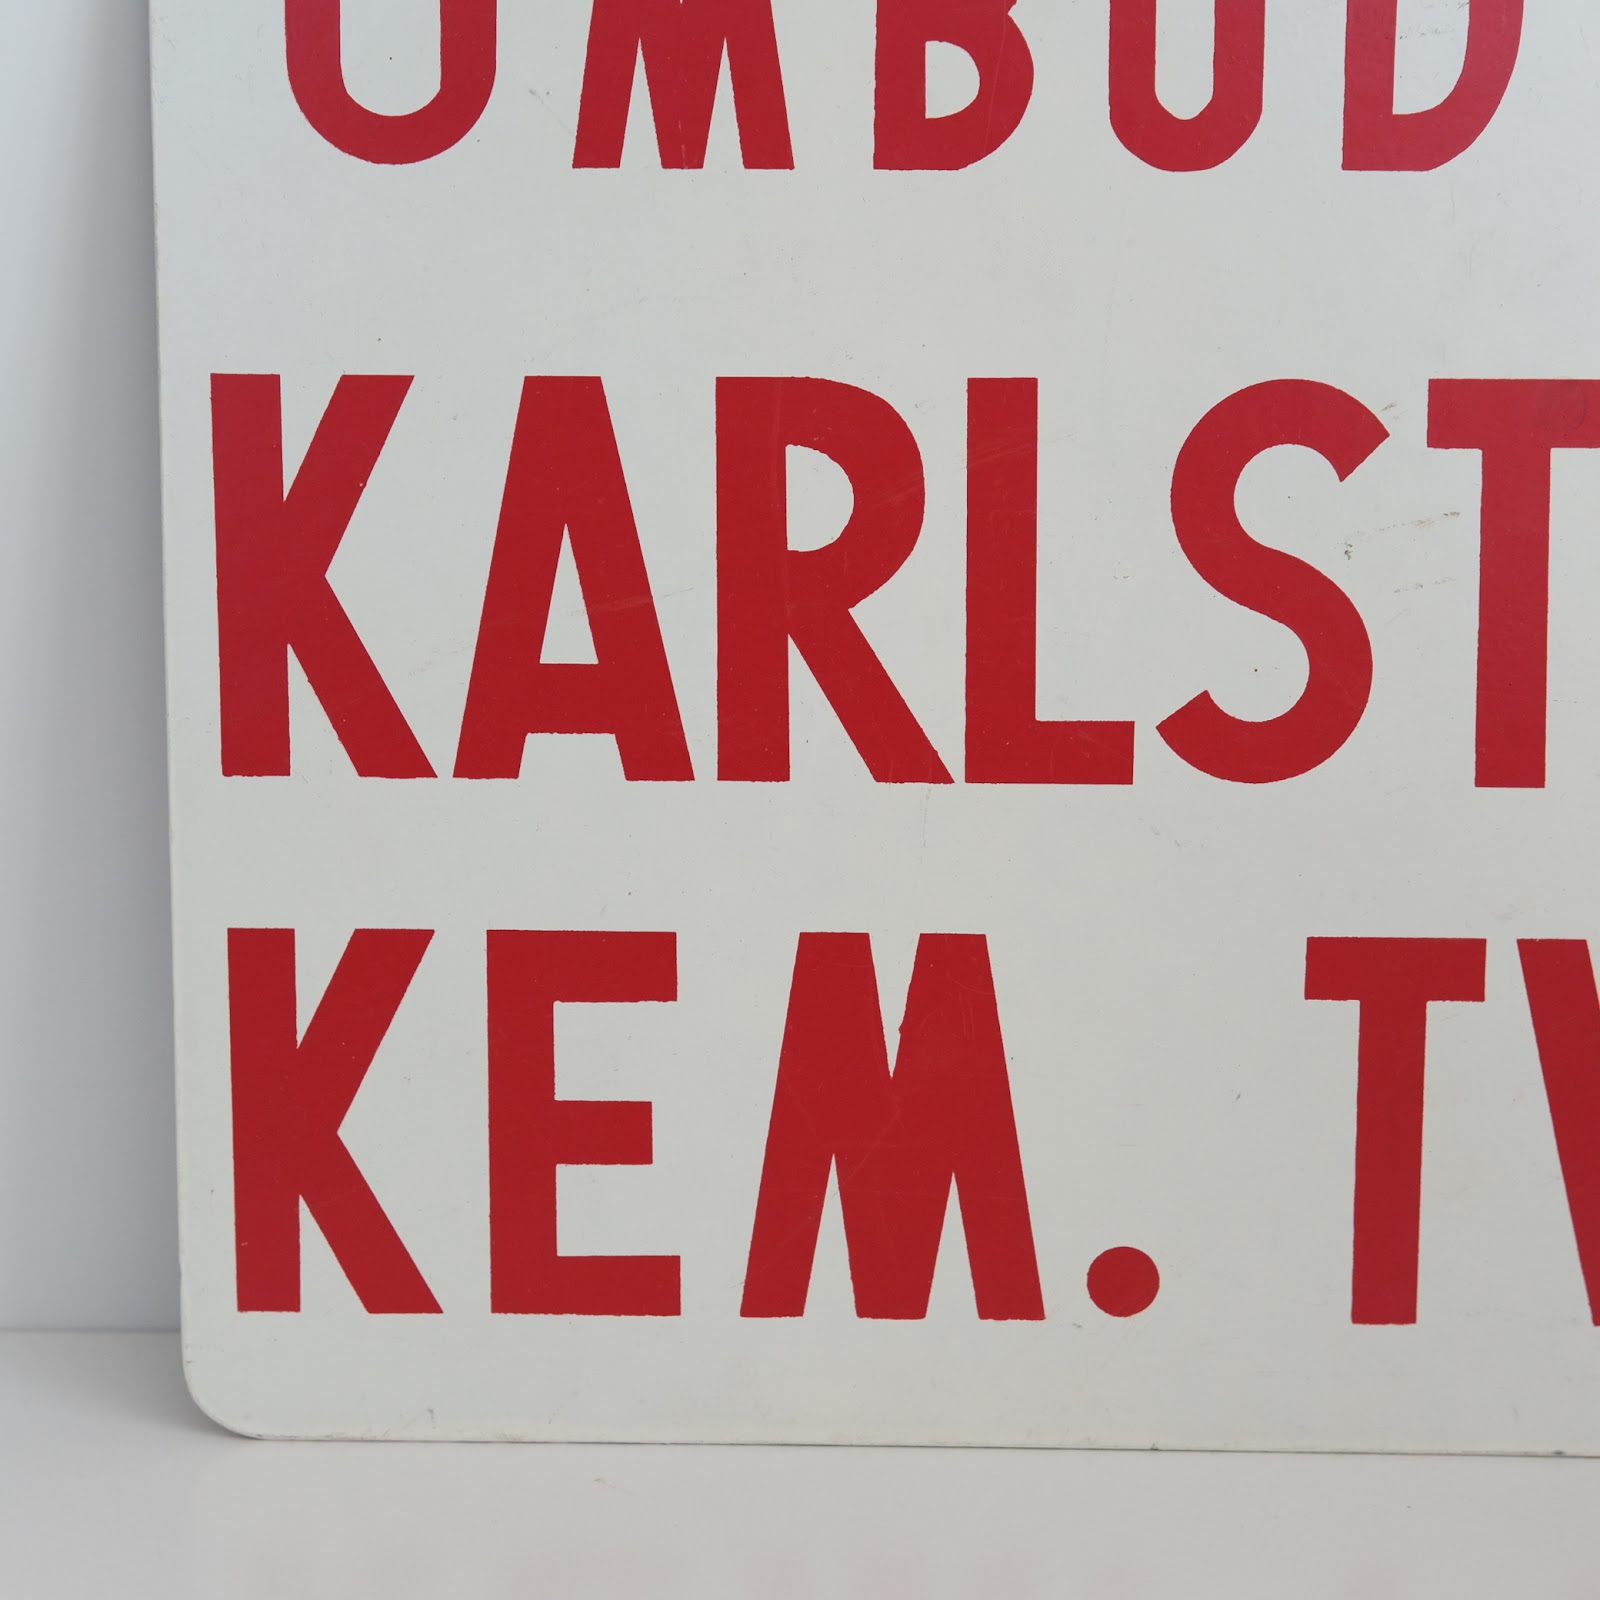 OMBUD
KARLST
KEM. TV